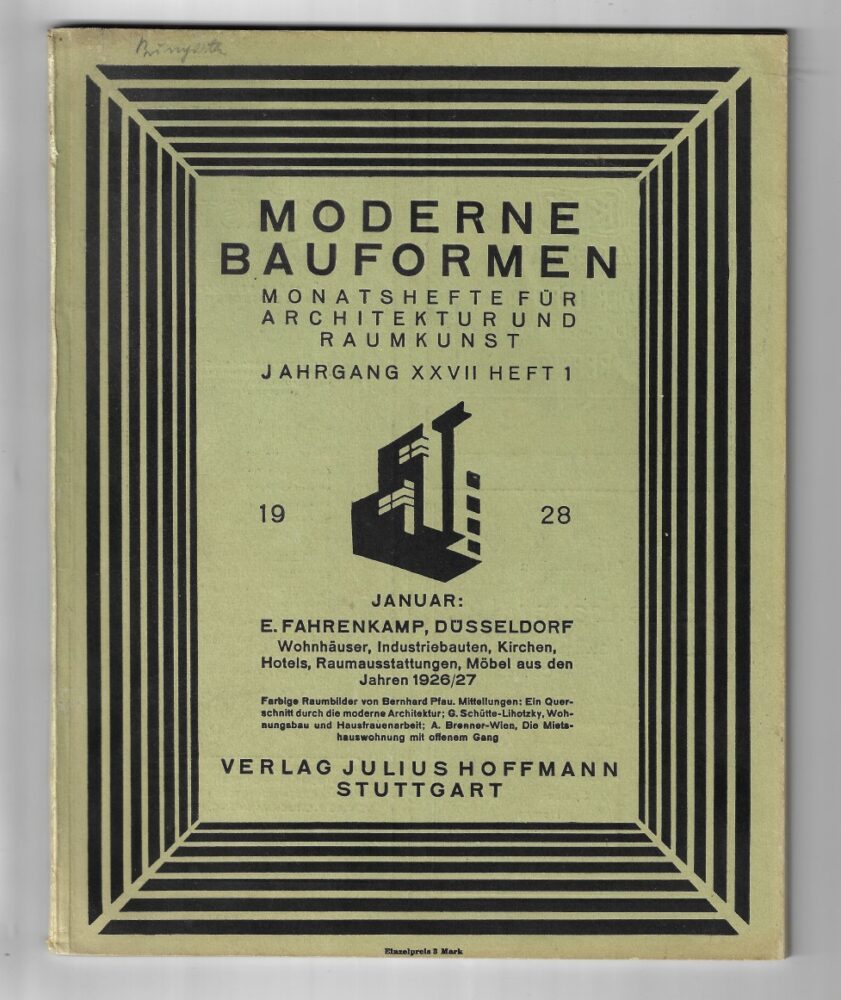 MODERNE
BAUFORMEN
MONATSHEFTE FÜR
ARCHITEKTUR UND
RAUMKUNST
JAHRGANG XXVII HEFT 1
19 28
JANUAR:
E. FAHRENKAMP, DÜSSELDORF
Wohnhäuser, Industriebauten, Kirchen,
Hotels, Raumausstattungen, Möbel aus den
Jahren 1926/27
Farbige Raumbilder von Bernhard Pfau. Mitteilungen: Ein Quer-
schnitt durch die moderne Architektur; G. Schütte-Lihotzky, Woh-
nungsbau und Hausfrauenarbeit; A. Brenner-Wien, Die Miets-
hauswohnung mit offenem Gang
VERLAG JULIUS HOFFMANN
STUTTGART
Einzelpreis 3 Mark